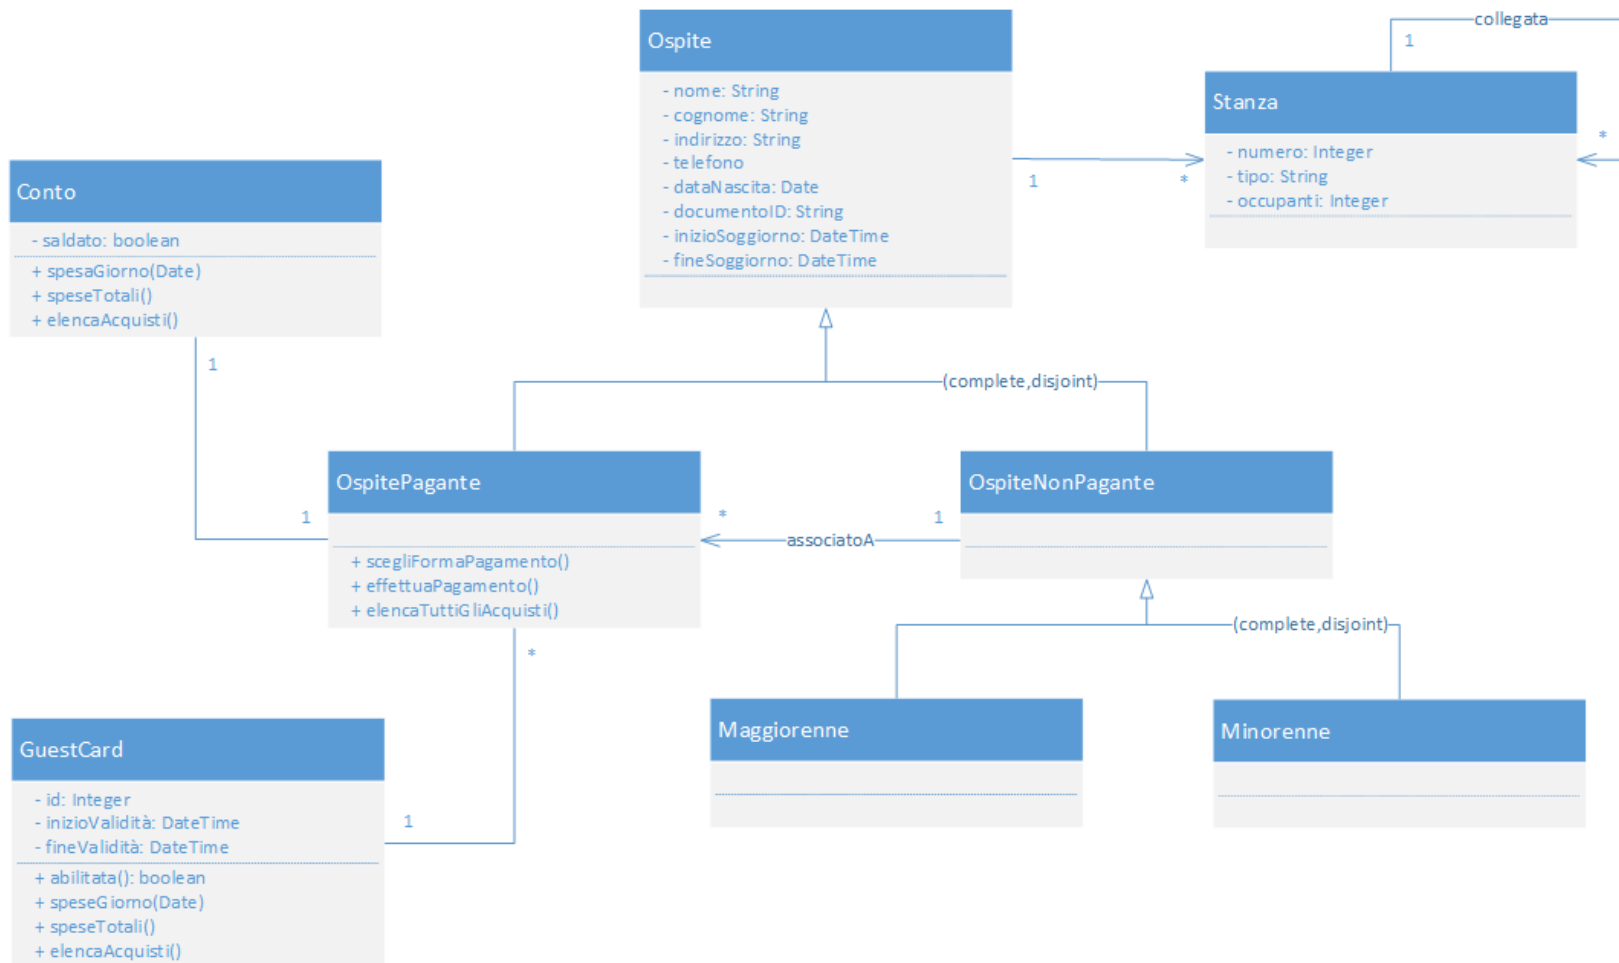 collegata
1
Ospite
- nome: String
- cognome: String
- indirizzo: String
- telefono
- dataNascita: Date
- documentoID: String
- inizioSoggiorno: DateTime
- fineSoggiorno: DateTime
1
*
Stanza
- numero: Integer
- tipo: String
- occupanti: Integer
*
Conto
- saldato: boolean
+ spesaGiorno(Date)
+ speseTotali()
+ elencaAcquisti()
1
1
(complete,disjoint)
OspitePagante
+ scegliFormaPagamento()
+ effettuaPagamento()
+ elencaTuttiGliAcquisti()
*
associatoA
1
OspiteNonPagante
(complete,disjoint)
*
1
Maggiorenne
Minorenne
GuestCard
- id: Integer
- inizioValidità: DateTime
- fineValidità: DateTime
+ abilitata(): boolean
+ speseGiorno(Date)
+ speseTotali()
+ elencaAcquisti()